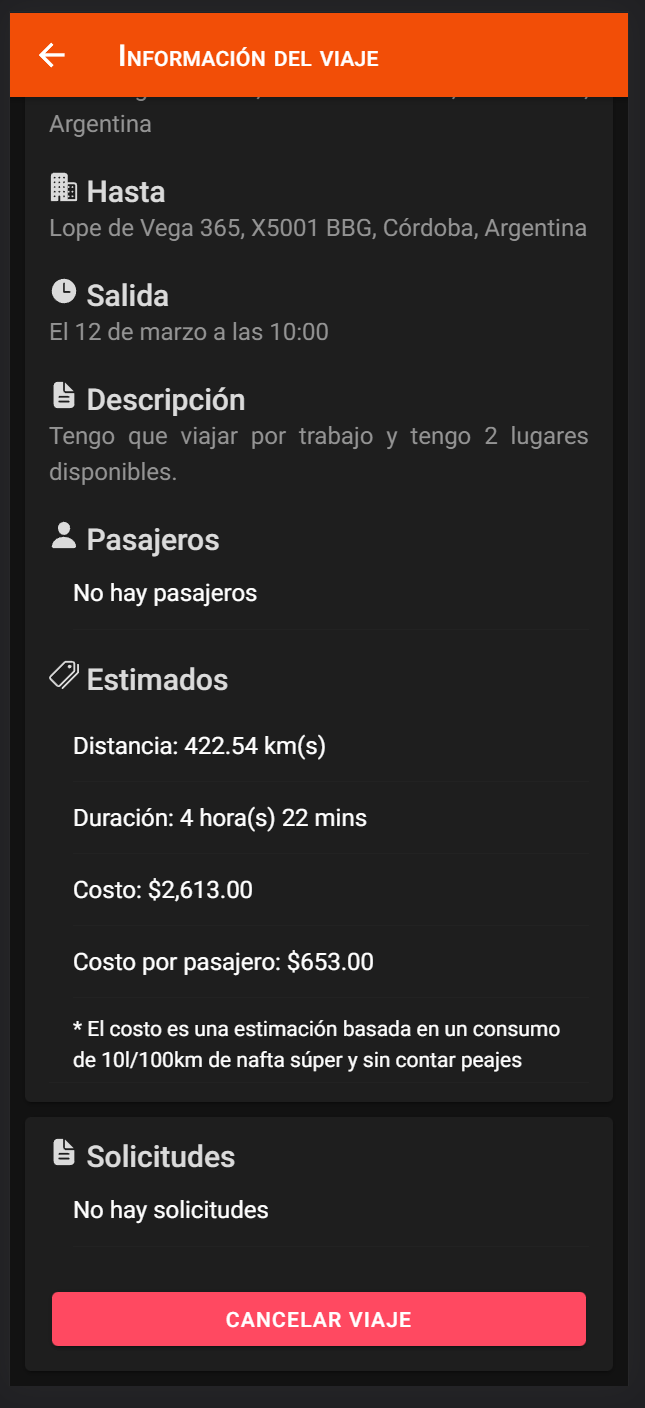 Información del viaje
Argentina
Hasta
Lope de Vega 365, X5001 BBG, Córdoba, Argentina
Salida
El 12 de marzo a las 10:00
Descripción
Tengo que viajar por trabajo y tengo 2 lugares
disponibles.
Pasajeros
No hay pasajeros
Estimados
Distancia: 422.54 km(s)
Duración: 4 hora(s) 22 mins
Costo: $2,613.00
Costo por pasajero: $653.00
* El costo es una estimación basada en un consumo
de 10l/100km de nafta súper y sin contar peajes
Solicitudes
No hay solicitudes
CANCELAR VIAJE